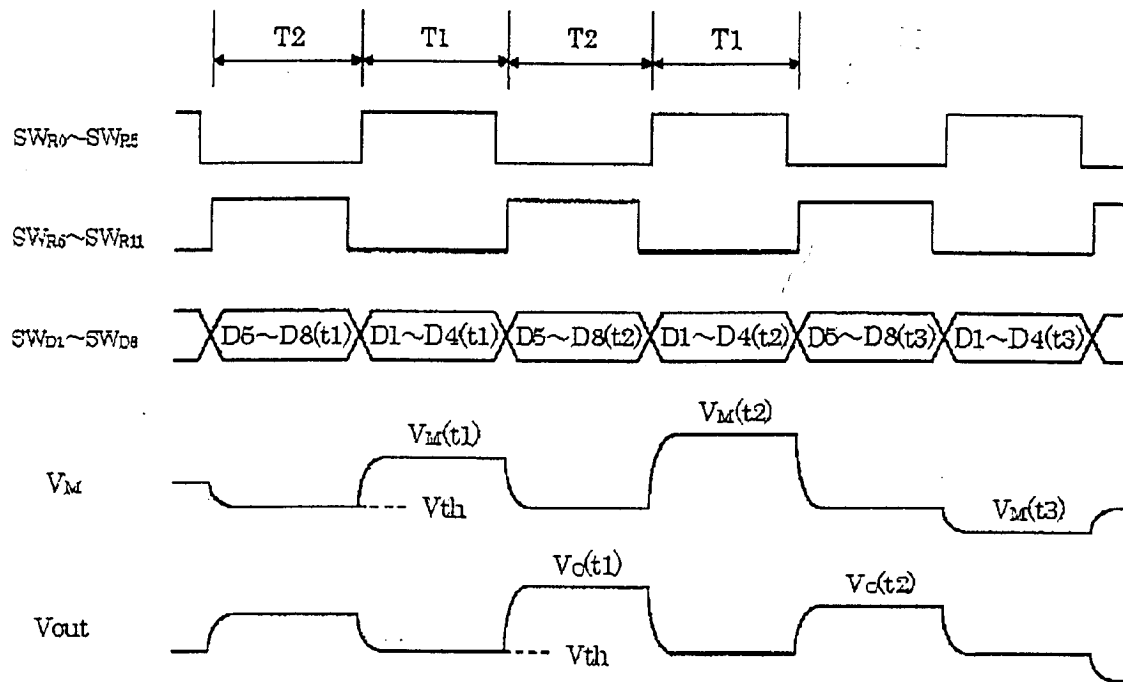 T2 T1 T2 T1
SWR0~SWR5
SWR6~SWR11
SWD1~SWD8 D5~D8(t1) D1~D4(t1) D5~D8(t2) D1~D4(t2) D5~D8(t3) D1~D4(t3)
VM(t1) VM(t2)
VM Vth VM(t3)
VO(t1) VO(t2)
Vout Vth